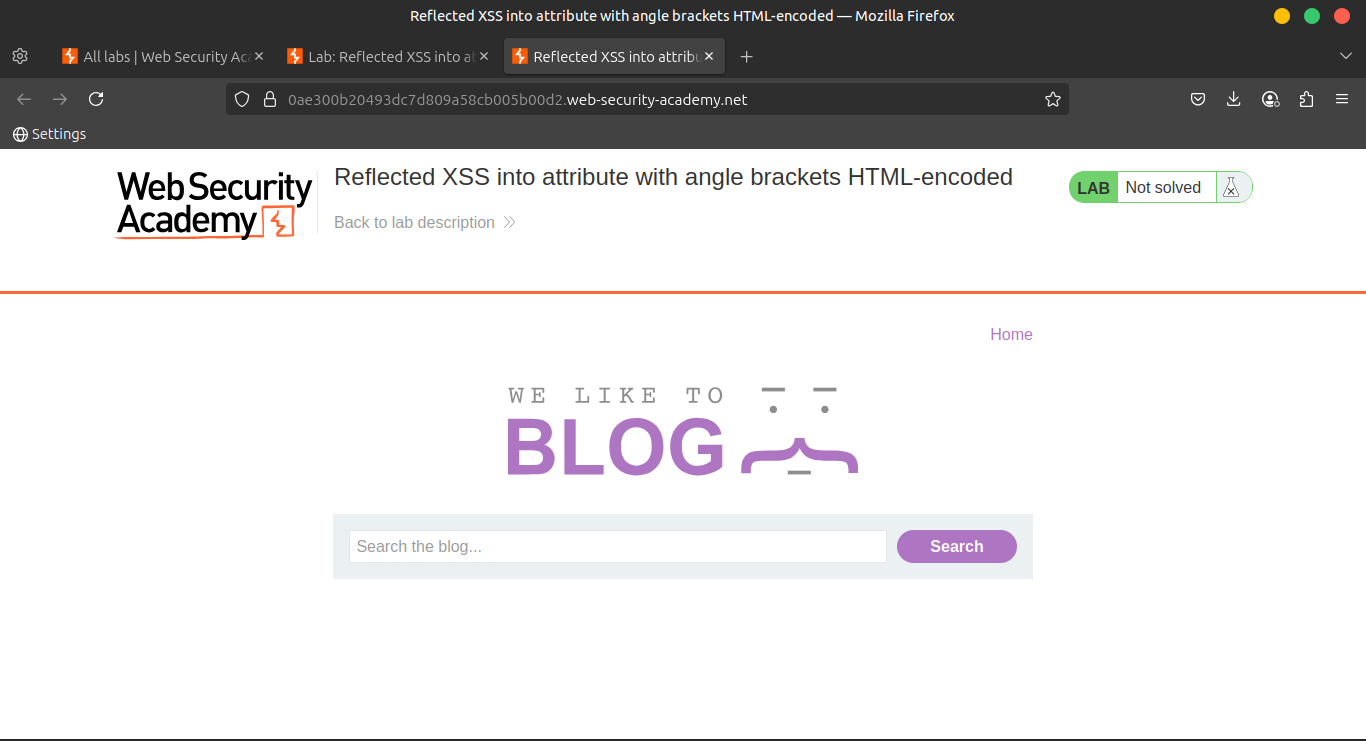 Reflected XSS into attribute with angle brackets HTML-encoded — Mozilla Firefox
All labs | Web Security Ac
Lab: Reflected XSS into at
Reflected XSS into attribu
0ae300b20493dc7d809a58cb005b00d2.web-security-academy.net
Settings
Web Security
Academy
Reflected XSS into attribute with angle brackets HTML-encoded
Back to lab description
LAB Not solved
Home
WE LIKE TO
BLOG
Search the blog...
Search